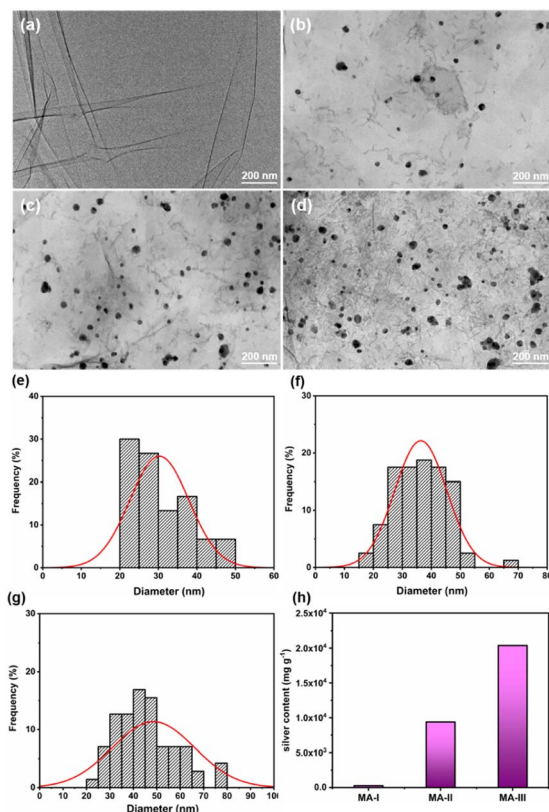 (a)
200 nm
(b)
200 nm
(c)
200 nm
(d)
200 nm
(e)
Frequency (%)
40
30
20
10
0
0 10 20 30 40 50 60
Diameter (nm)
(f)
Frequency (%)
30
20
10
0
0 10 20 30 40 50 60 70 80
Diameter (nm)
(g)
Frequency (%)
30
20
10
0
0 10 20 30 40 50 60 70 80 90 100
Diameter (nm)
(h)
silver content (mg g⁻¹)
2.5x10⁴
2.0x10⁴
1.5x10⁴
1.0x10⁴
5.0x10³
0.0
MA-I MA-II MA-III